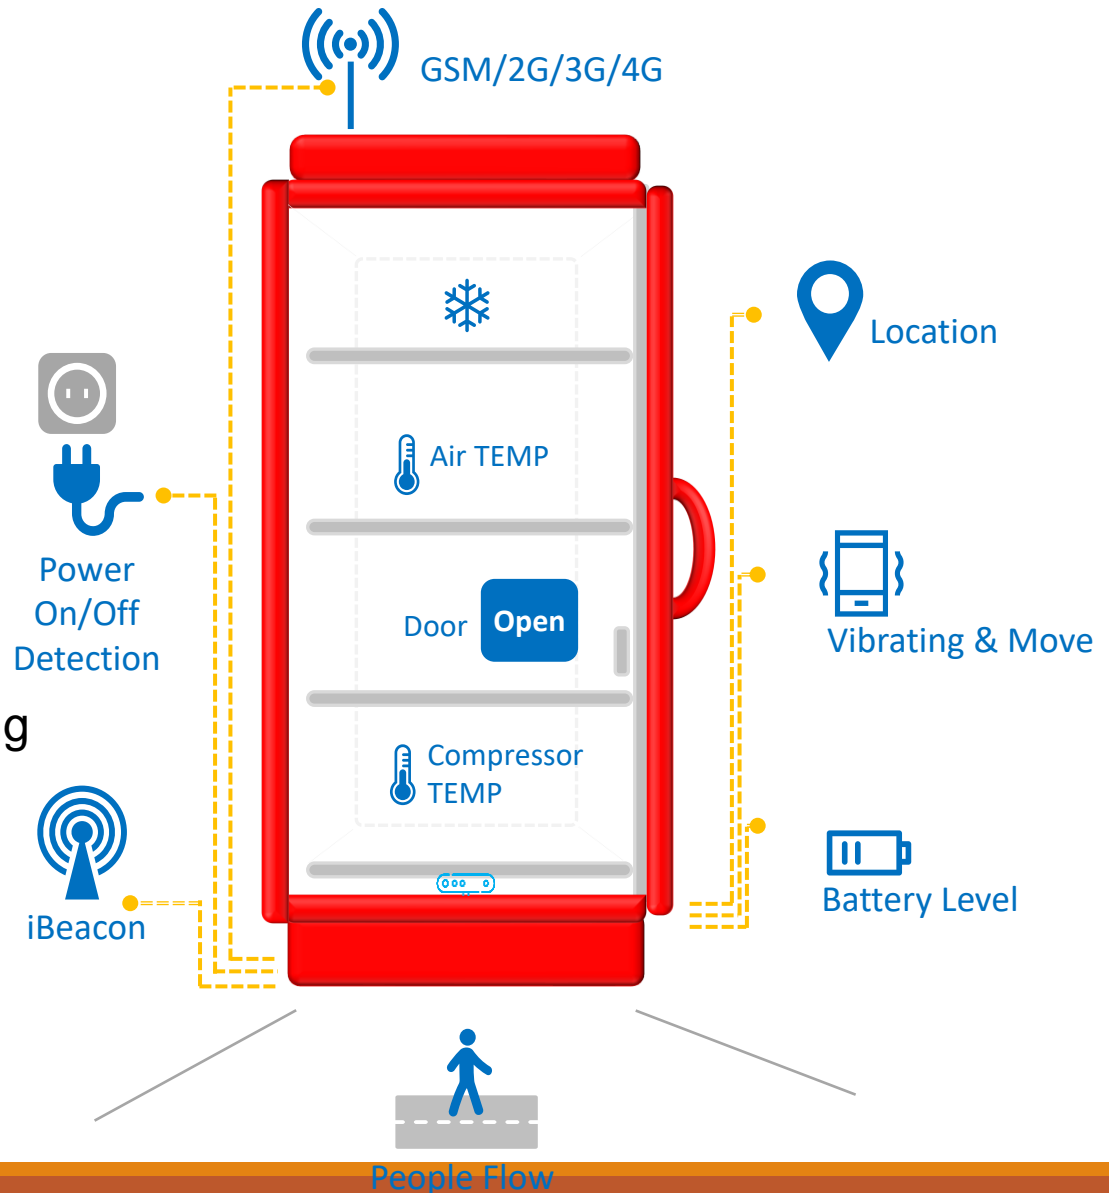 GSM/2G/3G/4G
Location
Air TEMP
Power
On/Off
Detection
Door
Open
Vibrating & Move
g
Compressor
TEMP
iBeacon
Battery Level
People Flow